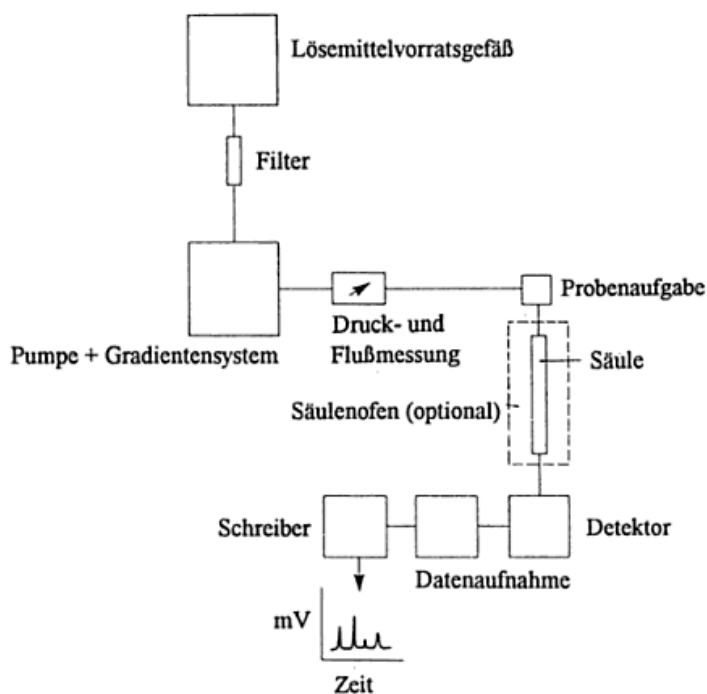 Lösemittelvorratsgefäß
Filter
Pumpe + Gradientensystem
Druck- und
Flußmessung
Probenaufgabe
Säule
Säulenofen (optional)
Schreiber
Datenaufnahme
Detektor
mV
Zeit